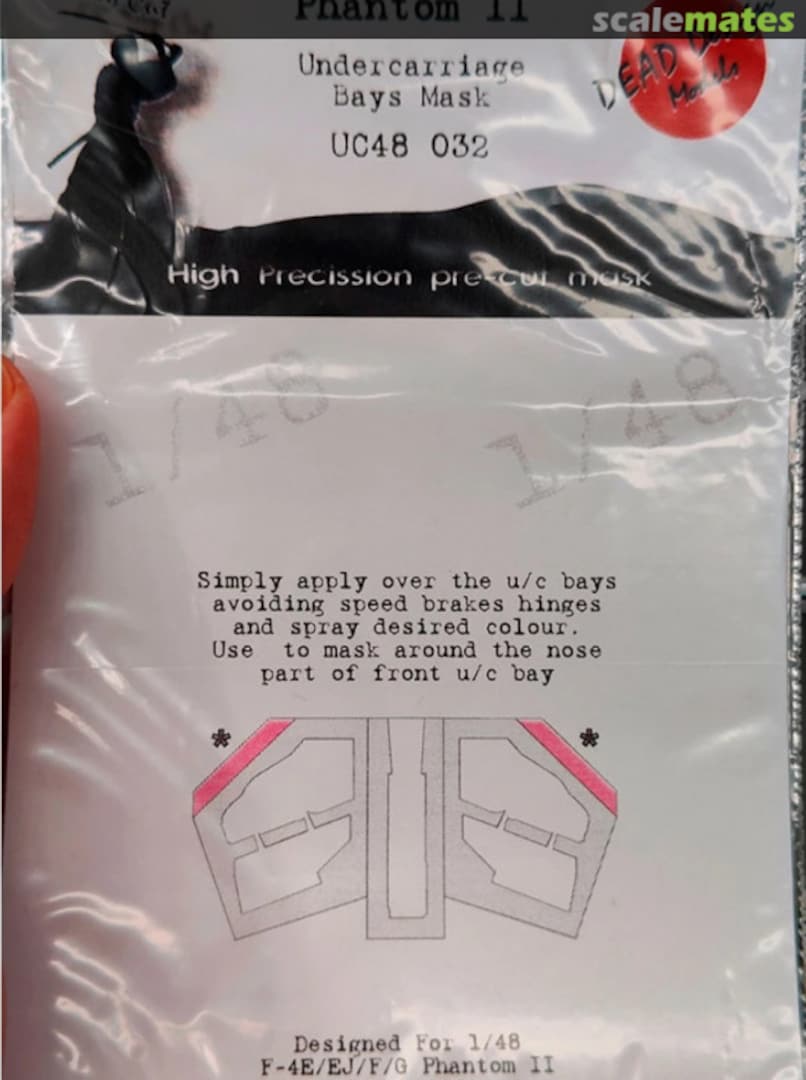 Phantom II
scalemates
Undercarriage
Bays Mask
UC48 032
DEAD
Models
High Precission pre-cut mask
1/48
1/48
Simply apply over the u/c bays
avoiding speed brakes hinges
and spray desired colour.
Use to mask around the nose
part of front u/c bay
*
*
Designed For 1/48
F-4E/EJ/F/G Phantom II